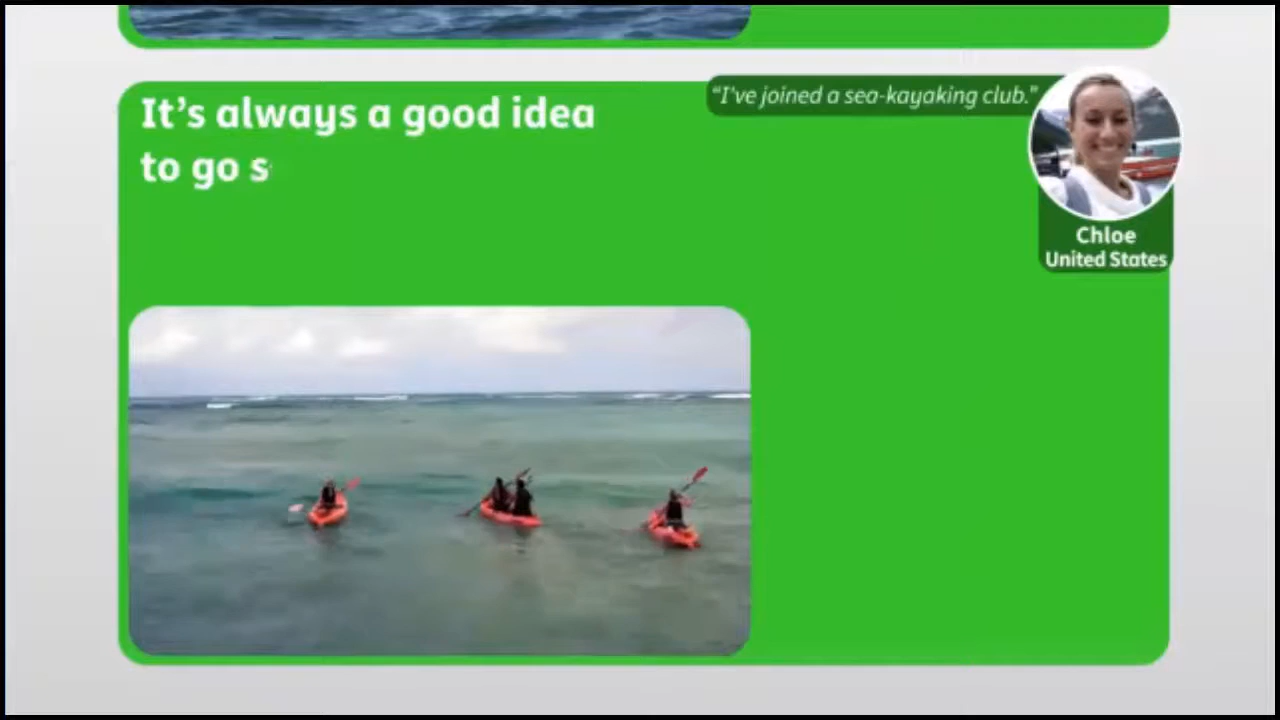 It's always a good idea
to go s
“I've joined a sea-kayaking club.”
Chloe
United States